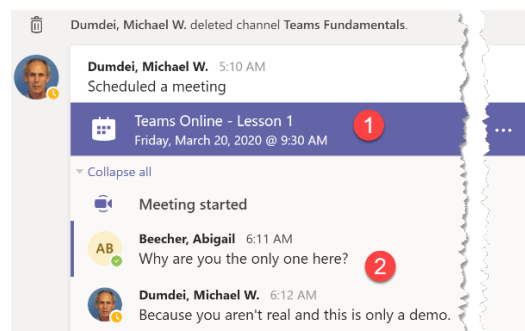 Dumdei, Michael W. deleted channel Teams Fundamentals.
Dumdei, Michael W. 5:10 AM
Scheduled a meeting
Teams Online - Lesson 1
1
Friday, March 20, 2020 @ 9:30 AM
...
Collapse all
Meeting started
Beecher, Abigail 6:11 AM
AB
Why are you the only one here?
2
Dumdei, Michael W. 6:12 AM
Because you aren't real and this is only a demo.